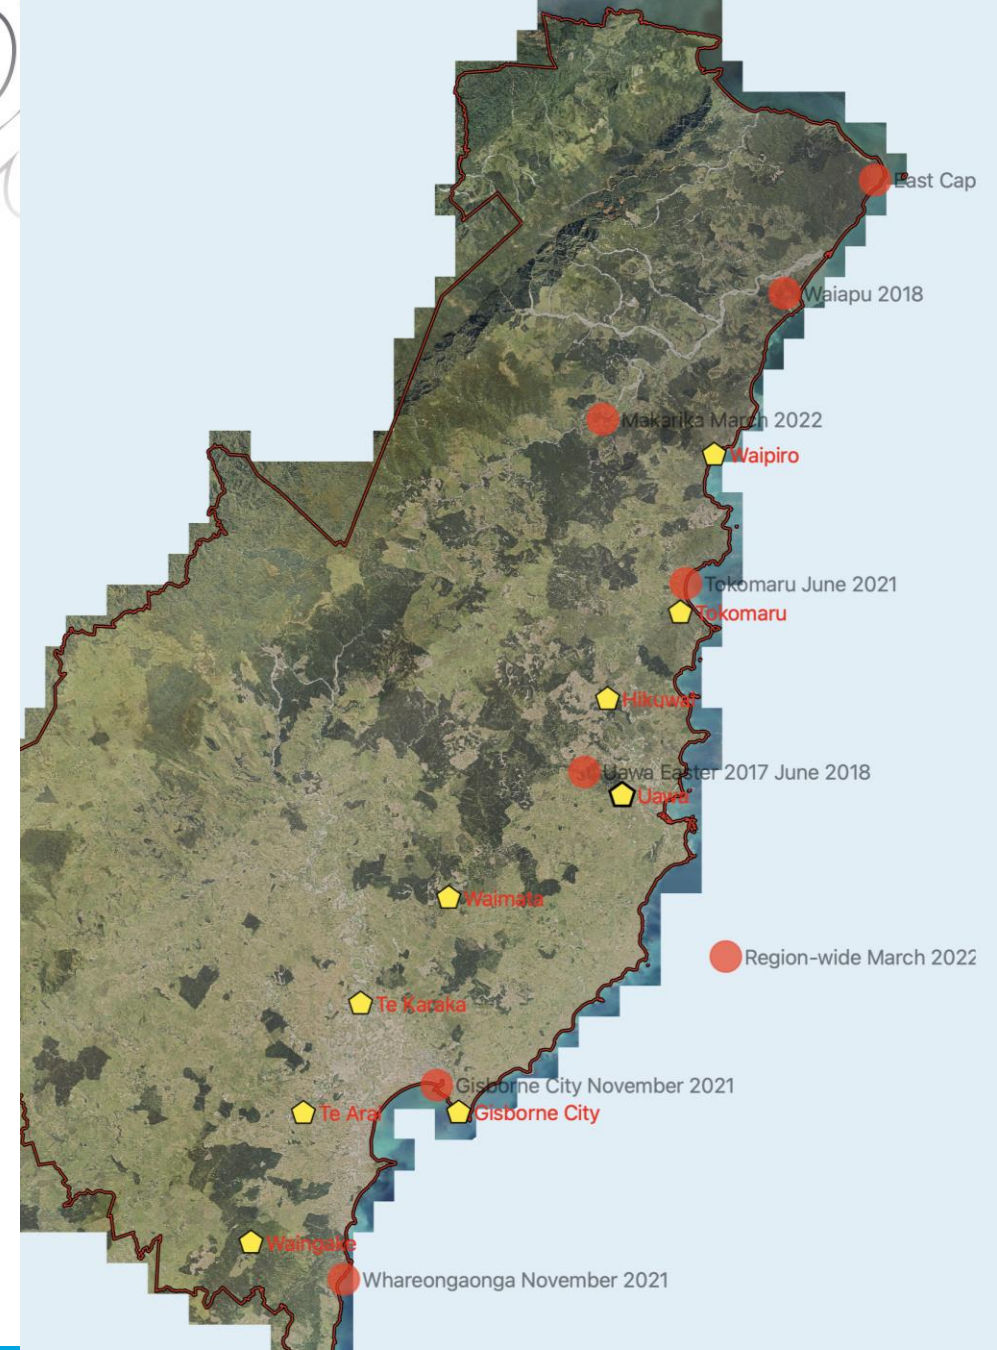 East Cap
Waiapu 2018
Makarika March 2022
Waipiro
Tokomaru June 2021
Tokomaru
Hikuwai
Uawa Easter 2017 June 2018
Uawa
Waimata
Region-wide March 2022
Te Karaka
Gisborne City November 2021
Te Arai
Gisborne City
Waingake
Whareongaonga November 2021